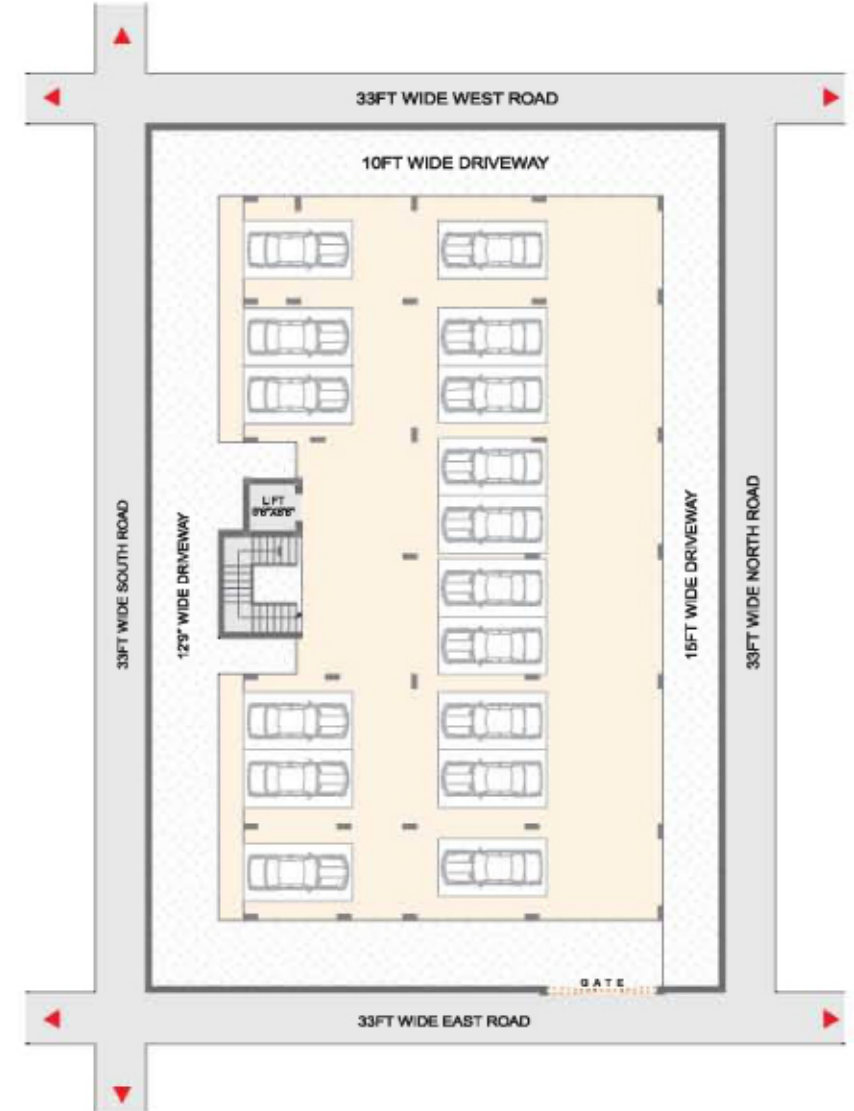 33FT WIDE WEST ROAD
10FT WIDE DRIVEWAY
LIFT
33FT WIDE SOUTH ROAD
12'9" WIDE DRIVEWAY
15FT WIDE DRIVEWAY
33FT WIDE NORTH ROAD
GATE
33FT WIDE EAST ROAD